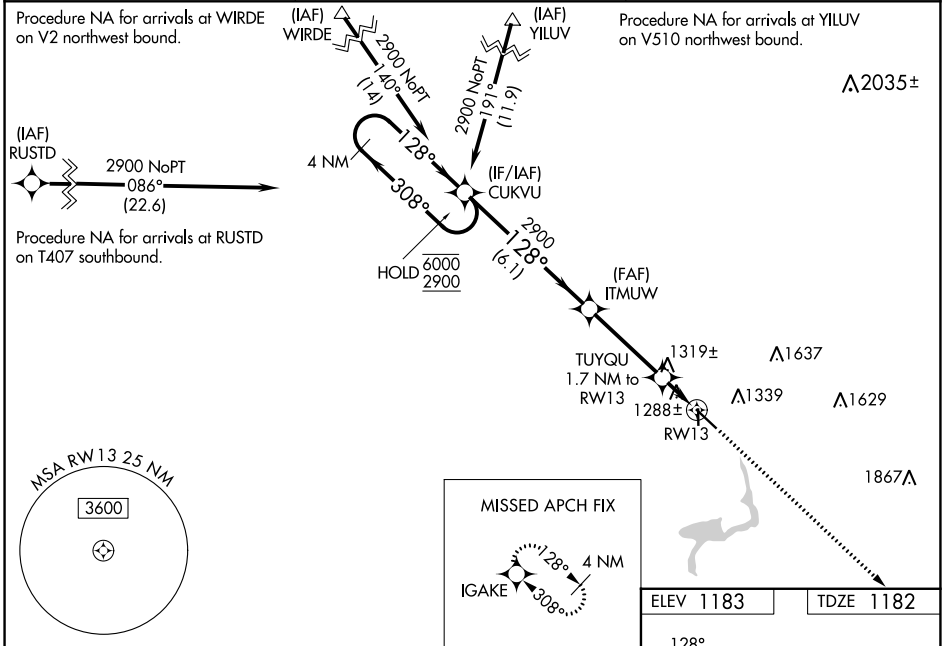 Procedure NA for arrivals at WIRDE
on V2 northwest bound.
(IAF)
WIRDE
2900 NoPT
140°
(14)
(IAF)
YILUV
2900 NoPT
191°
(11.9)
Procedure NA for arrivals at YILUV
on V510 northwest bound.
2035±
(IAF)
RUSTD
2900 NoPT
086°
(22.6)
Procedure NA for arrivals at RUSTD
on T407 southbound.
4 NM
128°
308°
(IF/IAF)
CUKVU
HOLD 6000
2900
2900
128°
(6.1)
(FAF)
ITMUW
TUYQU
1.7 NM to
RW13
1319±
1637
1339
1629
1288±
RW13
1867
MSA RW13 25 NM
3600
MISSED APCH FIX
128°
4 NM
IGAKE
308°
ELEV 1183
TDZE 1182
128°